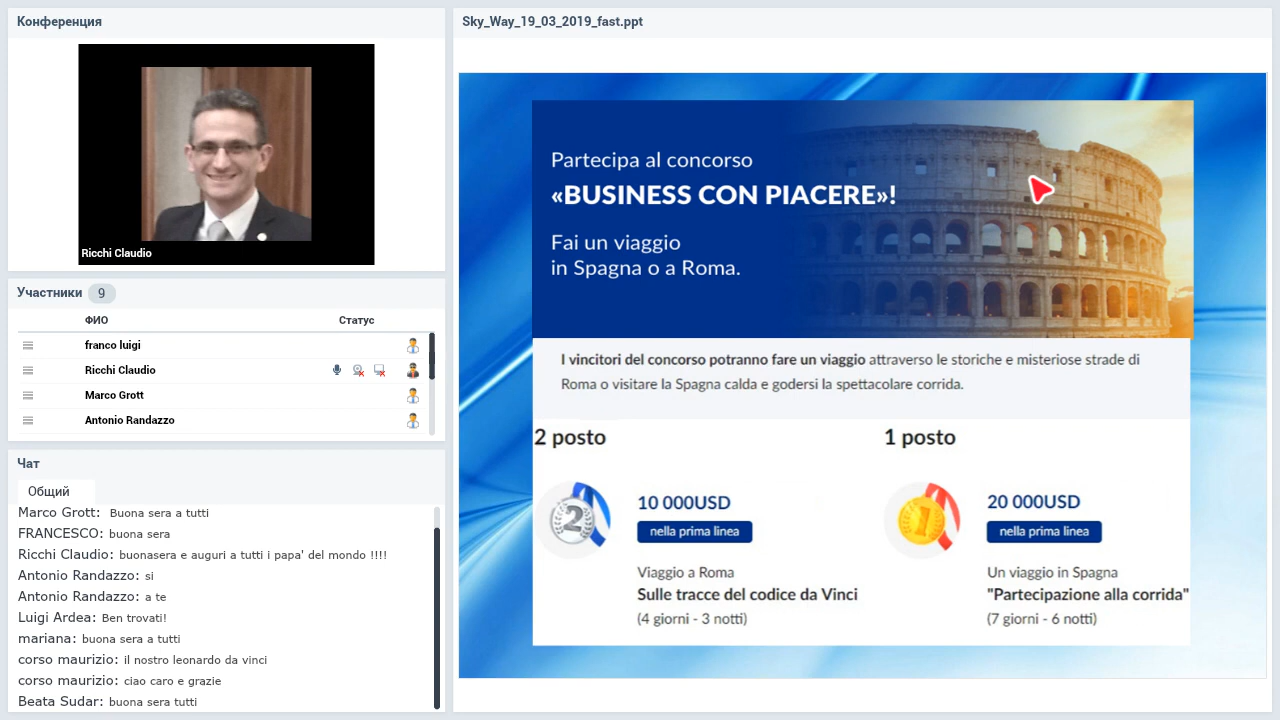 Конференция
Ricchi Claudio
Участники 9
ФИО Статус
franco luigi
Ricchi Claudio
Marco Grott
Antonio Randazzo
Чат
Общий
Marco Grott: Buona sera a tutti
FRANCESCO: buona sera
Ricchi Claudio: buonasera e auguri a tutti i papa' del mondo !!!!
Antonio Randazzo: si
Antonio Randazzo: a te
Luigi Ardea: Ben trovati!
mariana: buona sera a tutti
corso maurizio: il nostro leonardo da vinci
corso maurizio: ciao caro e grazie
Beata Sudar: buona sera tutti
Sky_Way_19_03_2019_fast.ppt
Partecipa al concorso
«BUSINESS CON PIACERE»!
Fai un viaggio
in Spagna o a Roma.
I vincitori del concorso potranno fare un viaggio attraverso le storiche e misteriose strade di
Roma o visitare la Spagna calda e godersi la spettacolare corrida.
2 posto
2
10 000USD
nella prima linea
Viaggio a Roma
Sulle tracce del codice da Vinci
(4 giorni - 3 notti)
1 posto
1
20 000USD
nella prima linea
Un viaggio in Spagna
"Partecipazione alla corrida"
(7 giorni - 6 notti)